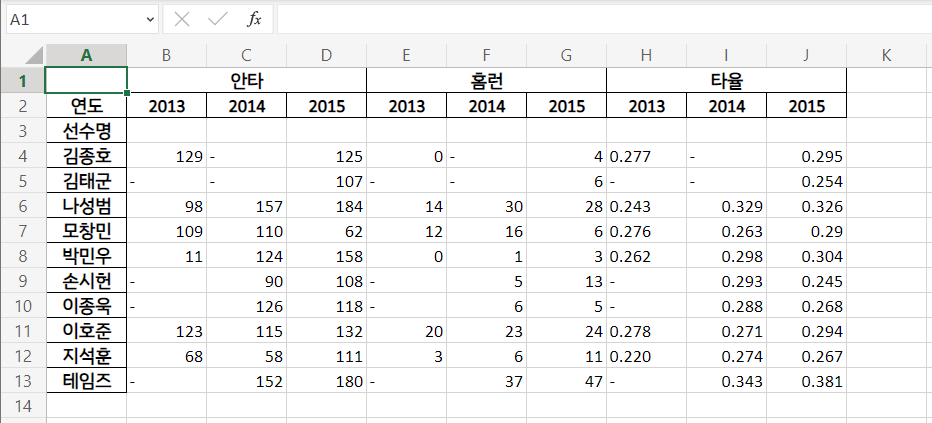 A1 fx
A B C D E F G H I J K
1 안타 홈런 타율
2 연도 2013 2014 2015 2013 2014 2015 2013 2014 2015
3 선수명
4 김종호 129 - 125 0 - 4 0.277 - 0.295
5 김태군 - - 107 - - 6 - - 0.254
6 나성범 98 157 184 14 30 28 0.243 0.329 0.326
7 모창민 109 110 62 12 16 6 0.276 0.263 0.29
8 박민우 11 124 158 0 1 3 0.262 0.298 0.304
9 손시헌 - 90 108 - 5 13 - 0.293 0.245
10 이종욱 - 126 118 - 6 5 - 0.288 0.268
11 이호준 123 115 132 20 23 24 0.278 0.271 0.294
12 지석훈 68 58 111 3 6 11 0.220 0.274 0.267
13 테임즈 - 152 180 - 37 47 - 0.343 0.381
14